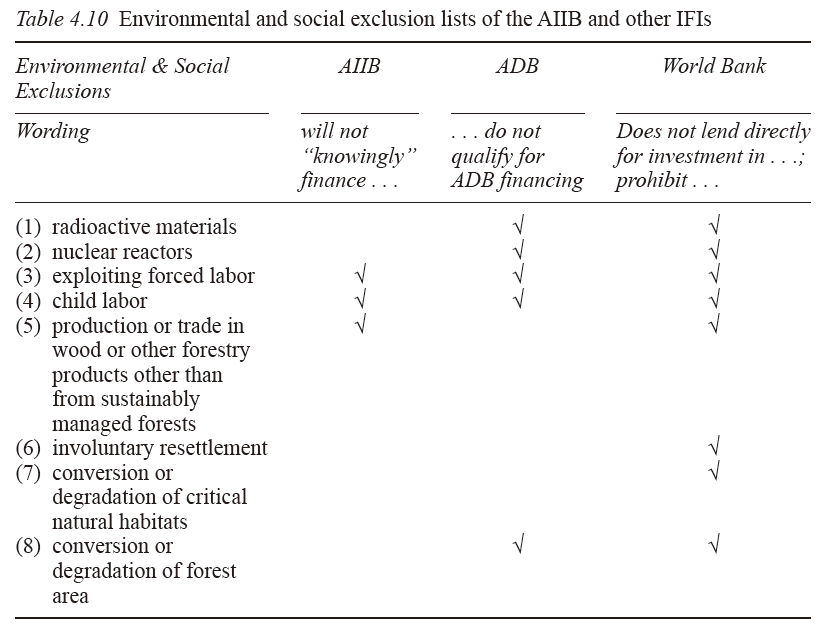 Table 4.10 Environmental and social exclusion lists of the AIIB and other IFIs
Environmental & Social AIIB ADB World Bank
Exclusions
Wording will not . . . do not Does not lend directly
“knowingly” qualify for for investment in . . .;
finance . . . ADB financing prohibit . . .
(1) radioactive materials √ √
(2) nuclear reactors √ √
(3) exploiting forced labor √ √ √
(4) child labor √ √ √
(5) production or trade in √ √
wood or other forestry
products other than
from sustainably
managed forests
(6) involuntary resettlement √
(7) conversion or √
degradation of critical
natural habitats
(8) conversion or √ √
degradation of forest
area